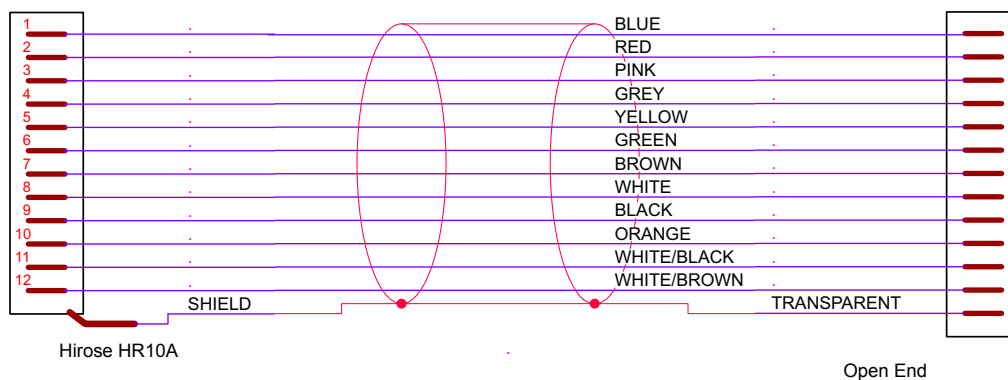 1 BLUE
2 RED
3 PINK
4 GREY
5 YELLOW
6 GREEN
7 BROWN
8 WHITE
9 BLACK
10 ORANGE
11 WHITE/BLACK
12 WHITE/BROWN
SHIELD TRANSPARENT
Hirose HR10A
Open End